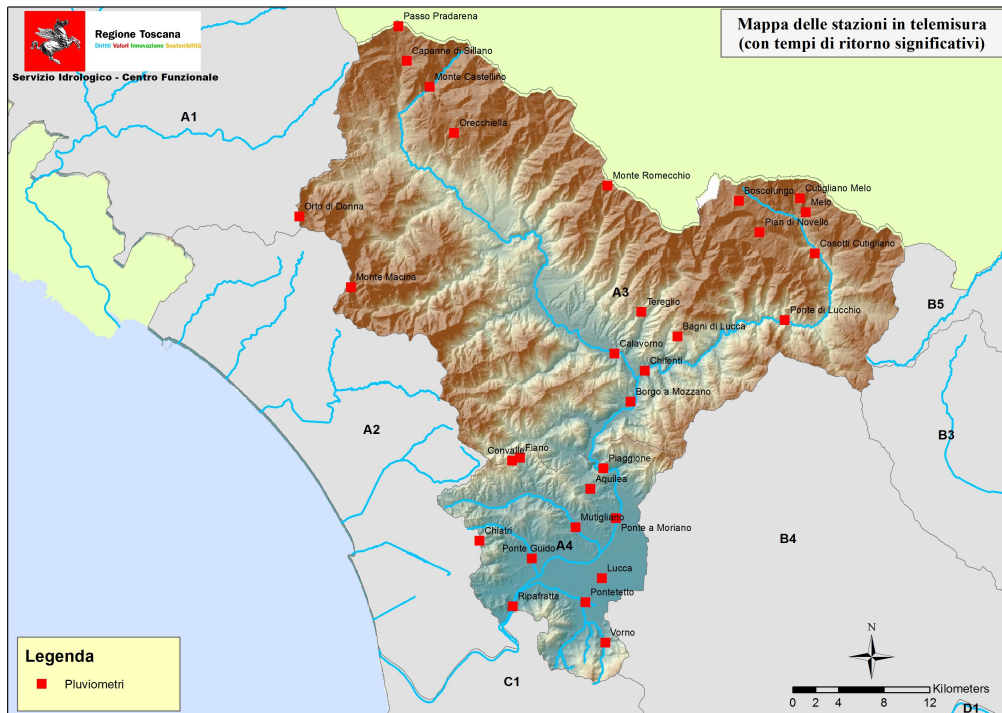 Regione Toscana
Diritti Valori Innovazione Sostenibilità
Servizio Idrologico - Centro Funzionale
Mappa delle stazioni in telemisura
(con tempi di ritorno significativi)
Passo Pradarena
Capanne di Sillano
Monte Castellino
A1
Orecchiella
Monte Romecchio
Boscolungo
Cutigliano Melo
Melo
Orto di Donna
Pian di Novello
Casotti Cutigliano
Monte Macina
A3
Tereglio
B5
Ponte di Lucchio
Bagni di Lucca
Calavorno
Chifenti
Borgo a Mozzano
A2
B3
Convalle
Fiano
Piaggione
Aquilea
Mutigliano
Ponte a Moriano
Chiatri
A4
B4
Ponte Guido
Lucca
Ripafratta
Pontetetto
Vorno
N
Legenda
Pluviometri
C1
Kilometers
0 2 4 8 12
D1